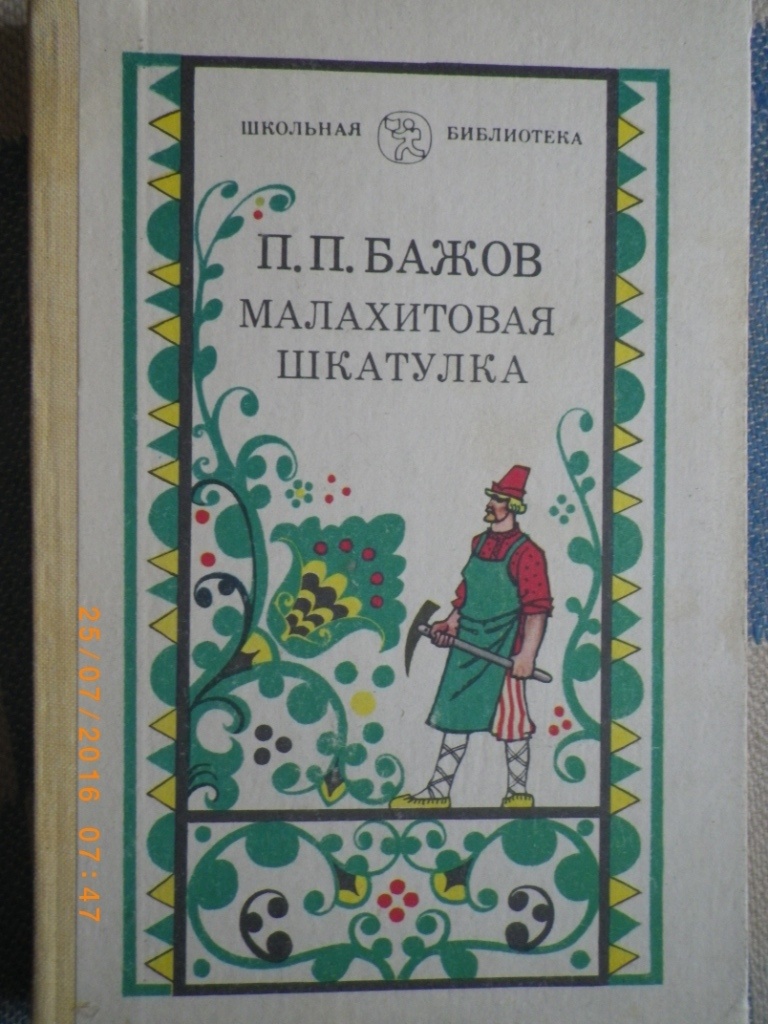 ШКОЛЬНАЯ БИБЛИОТЕКА
П.П. БАЖОВ
МАЛАХИТОВАЯ
ШКАТУЛКА
25/07/2016 07:47